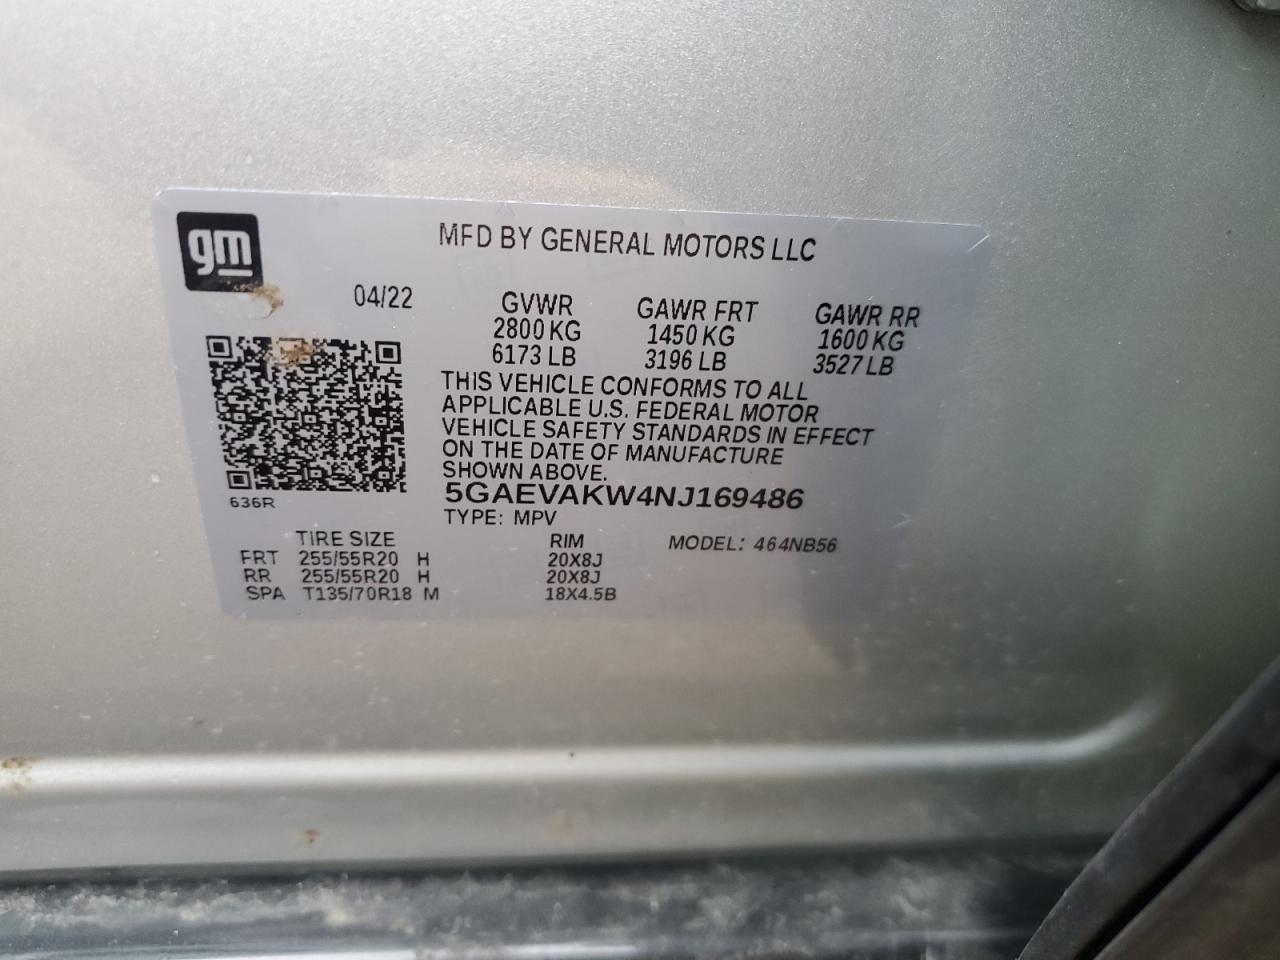 gm
MFD BY GENERAL MOTORS LLC
04/22
GVWR GAWR FRT GAWR RR
2800 KG 1450 KG 1600 KG
6173 LB 3196 LB 3527 LB
THIS VEHICLE CONFORMS TO ALL
APPLICABLE U.S. FEDERAL MOTOR
VEHICLE SAFETY STANDARDS IN EFFECT
ON THE DATE OF MANUFACTURE
SHOWN ABOVE.
636R
5GAEVAKW4NJ169486
TYPE: MPV
TIRE SIZE RIM MODEL: 464NB56
FRT 255/55R20 H 20X8J
RR 255/55R20 H 20X8J
SPA T135/70R18 M 18X4.5B